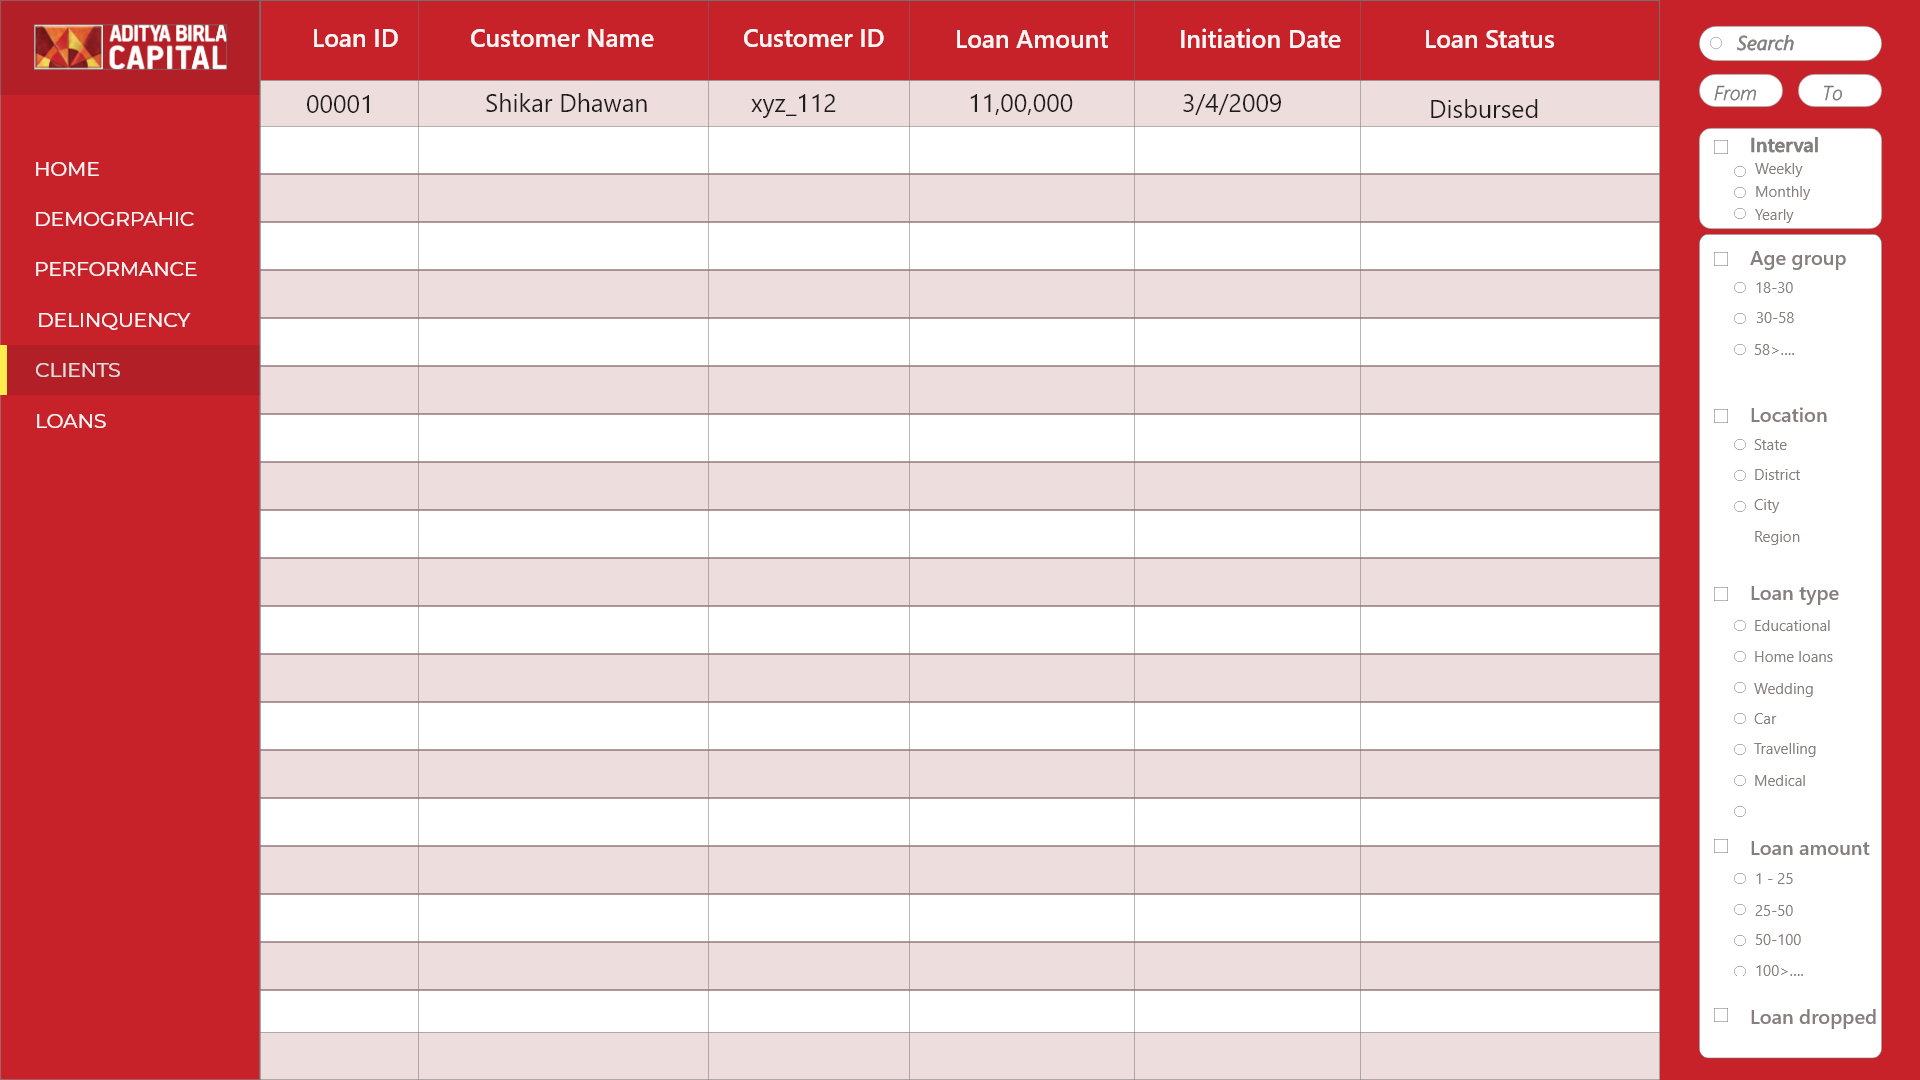 ADITYA BIRLA
CAPITAL
HOME
DEMOGRPAHIC
PERFORMANCE
DELINQUENCY
CLIENTS
LOANS
Loan ID Customer Name Customer ID Loan Amount Initiation Date Loan Status
00001 Shikar Dhawan xyz_112 11,00,000 3/4/2009 Disbursed
Search
From To
Interval
Weekly
Monthly
Yearly
Age group
18-30
30-58
58>....
Location
State
District
City
Region
Loan type
Educational
Home loans
Wedding
Car
Travelling
Medical
Loan amount
1 - 25
25-50
50-100
100>....
Loan dropped